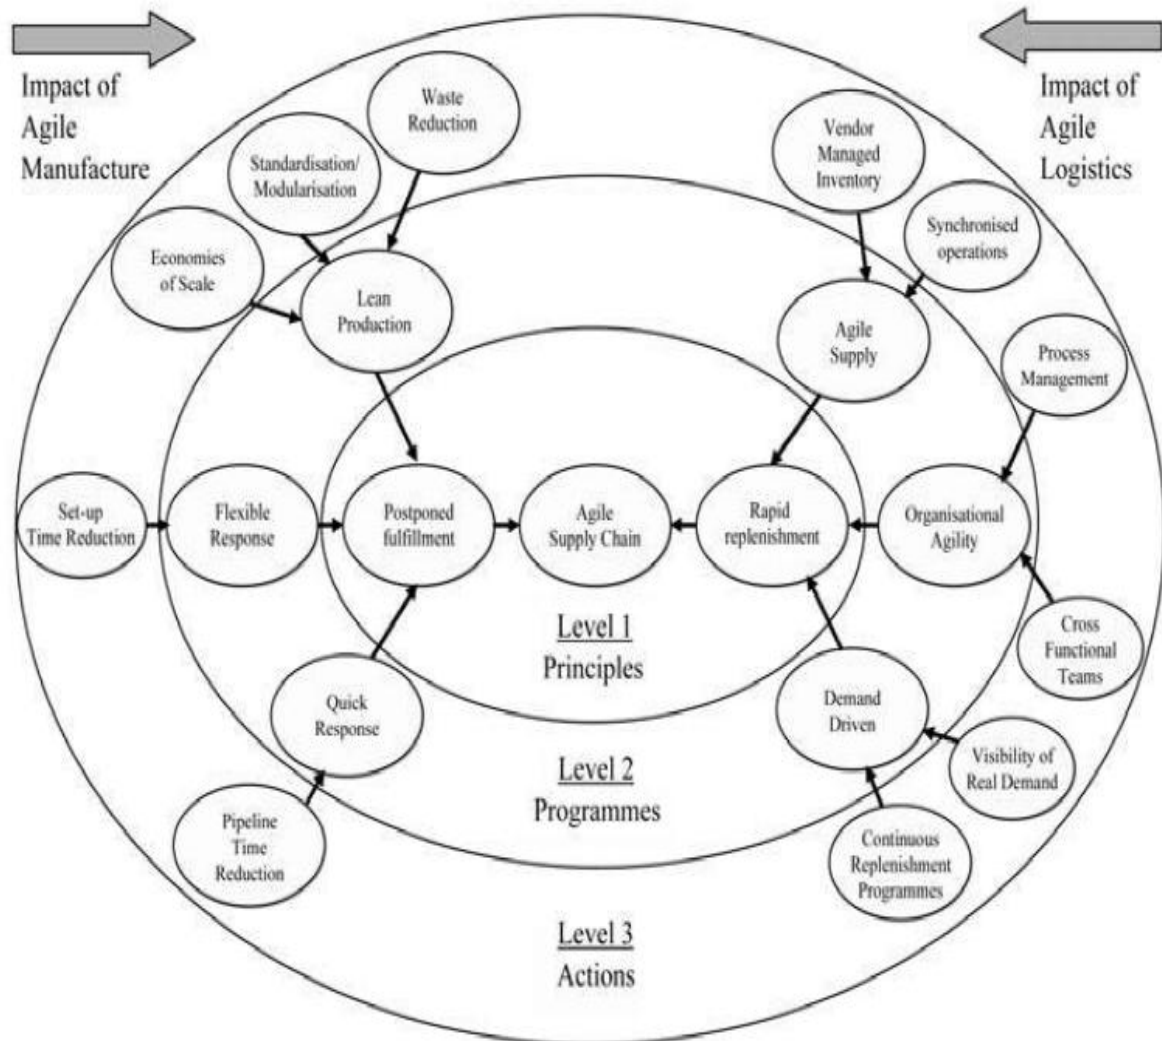 Impact of
Agile
Manufacture
Impact of
Agile
Logistics
Waste
Reduction
Standardisation/
Modularisation
Economies
of Scale
Lean
Production
Vendor
Managed
Inventory
Synchronised
operations
Agile
Supply
Process
Management
Set-up
Time Reduction
Flexible
Response
Postponed
fulfillment
Agile
Supply Chain
Rapid
replenishment
Organisational
Agility
Level 1
Principles
Cross
Functional
Teams
Quick
Response
Demand
Driven
Visibility of
Real Demand
Level 2
Programmes
Pipeline
Time
Reduction
Continuous
Replenishment
Programmes
Level 3
Actions